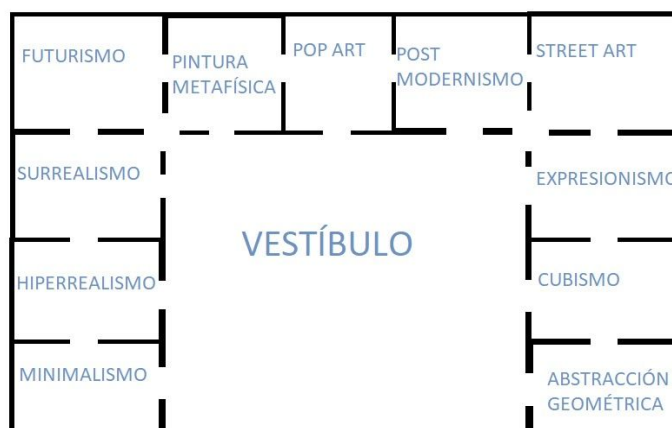 FUTURISMO
PINTURA
METAFÍSICA
POP ART
POST
MODERNISMO
STREET ART
SURREALISMO
EXPRESIONISMO
VESTÍBULO
HIPERREALISMO
CUBISMO
MINIMALISMO
ABSTRACCIÓN
GEOMÉTRICA